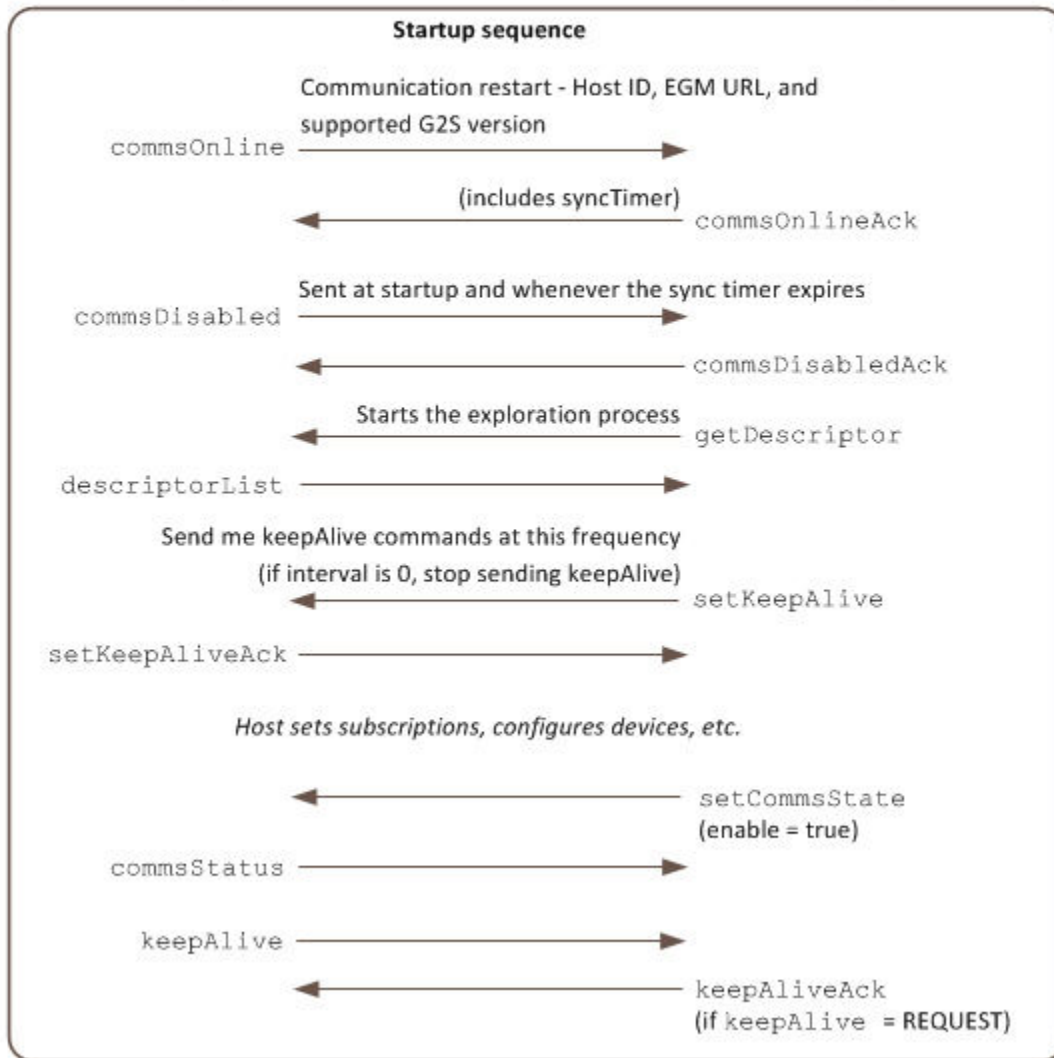 Startup sequence
Communication restart - Host ID, EGM URL, and
supported G2S version
commsOnline
(includes syncTimer)
commsOnlineAck
Sent at startup and whenever the sync timer expires
commsDisabled
commsDisabledAck
Starts the exploration process
getDescriptor
descriptorList
Send me keepAlive commands at this frequency
(if interval is 0, stop sending keepAlive)
setKeepAlive
setKeepAliveAck
Host sets subscriptions, configures devices, etc.
setCommsState
(enable = true)
commsStatus
keepAlive
keepAliveAck
(if keepAlive = REQUEST)